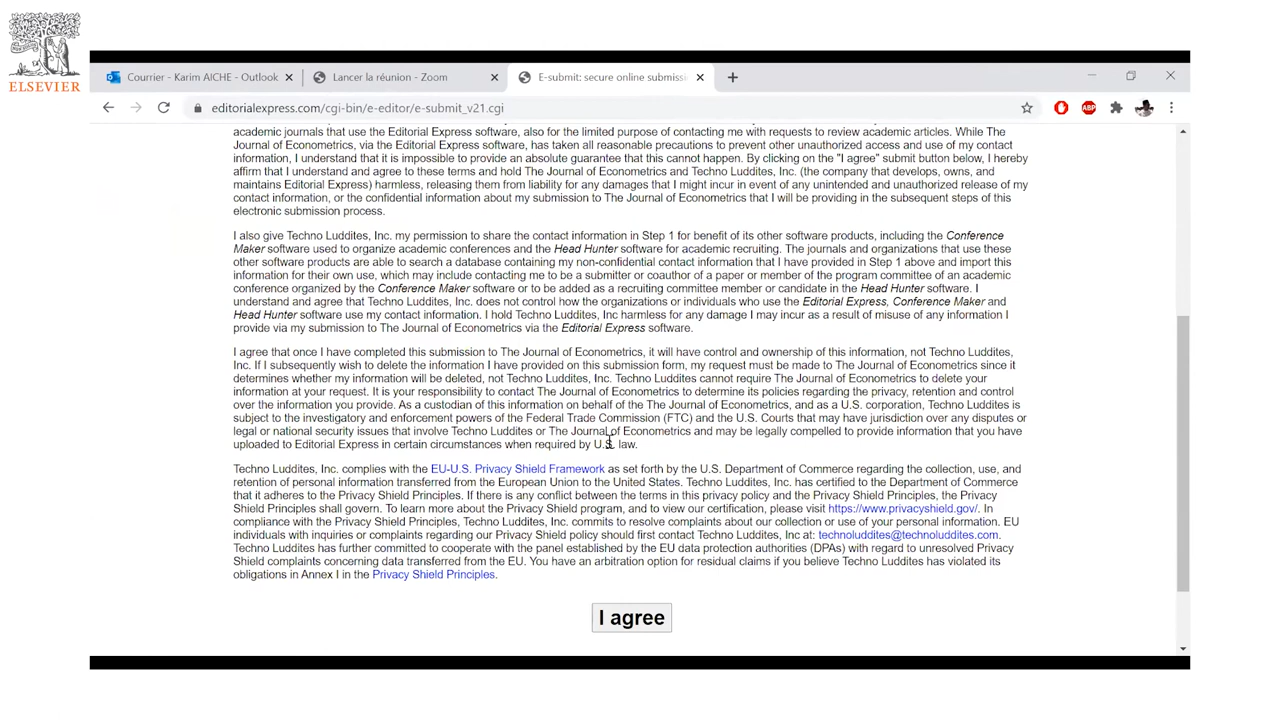 ELSEVIER
Courrier - Karim AICHE - Outlook
Lancer la réunion - Zoom
E-submit: secure online submissi
editorialexpress.com/cgi-bin/e-editor/e-submit_v21.cgi
ABP
academic journals that use the Editorial Express software, also for the limited purpose of contacting me with requests to review academic articles. While The
Journal of Econometrics, via the Editorial Express software, has taken all reasonable precautions to prevent other unauthorized access and use of my contact
information, I understand that it is impossible to provide an absolute guarantee that this cannot happen. By clicking on the "I agree" submit button below, I hereby
affirm that I understand and agree to these terms and hold The Journal of Econometrics and Techno Luddites, Inc. (the company that develops, owns, and
maintains Editorial Express) harmless, releasing them from liability for any damages that I might incur in event of any unintended and unauthorized release of my
contact information, or the confidential information about my submission to The Journal of Econometrics that I will be providing in the subsequent steps of this
electronic submission process.
I also give Techno Luddites, Inc. my permission to share the contact information in Step 1 for benefit of its other software products, including the Conference
Maker software used to organize academic conferences and the Head Hunter software for academic recruiting. The journals and organizations that use these
other software products are able to search a database containing my non-confidential contact information that I have provided in Step 1 above and import this
information for their own use, which may include contacting me to be a submitter or coauthor of a paper or member of the program committee of an academic
conference organized by the Conference Maker software or to be added as a recruiting committee member or candidate in the Head Hunter software. I
understand and agree that Techno Luddites, Inc. does not control how the organizations or individuals who use the Editorial Express, Conference Maker and
Head Hunter software use my contact information. I hold Techno Luddites, Inc harmless for any damage I may incur as a result of misuse of any information I
provide via my submission to The Journal of Econometrics via the Editorial Express software.
I agree that once I have completed this submission to The Journal of Econometrics, it will have control and ownership of this information, not Techno Luddites,
Inc. If I subsequently wish to delete the information I have provided on this submission form, my request must be made to The Journal of Econometrics since it
determines whether my information will be deleted, not Techno Luddites, Inc. Techno Luddites cannot require The Journal of Econometrics to delete your
information at your request. It is your responsibility to contact The Journal of Econometrics to determine its policies regarding the privacy, retention and control
over the information you provide. As a custodian of this information on behalf of the The Journal of Econometrics, and as a U.S. corporation, Techno Luddites is
subject to the investigatory and enforcement powers of the Federal Trade Commission (FTC) and the U.S. Courts that may have jurisdiction over any disputes or
legal or national security issues that involve Techno Luddites or The Journal of Econometrics and may be legally compelled to provide information that you have
uploaded to Editorial Express in certain circumstances when required by U.S. law.
Techno Luddites, Inc. complies with the EU-U.S. Privacy Shield Framework as set forth by the U.S. Department of Commerce regarding the collection, use, and
retention of personal information transferred from the European Union to the United States. Techno Luddites, Inc. has certified to the Department of Commerce
that it adheres to the Privacy Shield Principles. If there is any conflict between the terms in this privacy policy and the Privacy Shield Principles, the Privacy
Shield Principles shall govern. To learn more about the Privacy Shield program, and to view our certification, please visit https://www.privacyshield.gov/. In
compliance with the Privacy Shield Principles, Techno Luddites, Inc. commits to resolve complaints about our collection or use of your personal information. EU
individuals with inquiries or complaints regarding our Privacy Shield policy should first contact Techno Luddites, Inc at: technoluddites@technoluddites.com.
Techno Luddites has further committed to cooperate with the panel established by the EU data protection authorities (DPAs) with regard to unresolved Privacy
Shield complaints concerning data transferred from the EU. You have an arbitration option for residual claims if you believe Techno Luddites has violated its
obligations in Annex I in the Privacy Shield Principles.
I agree